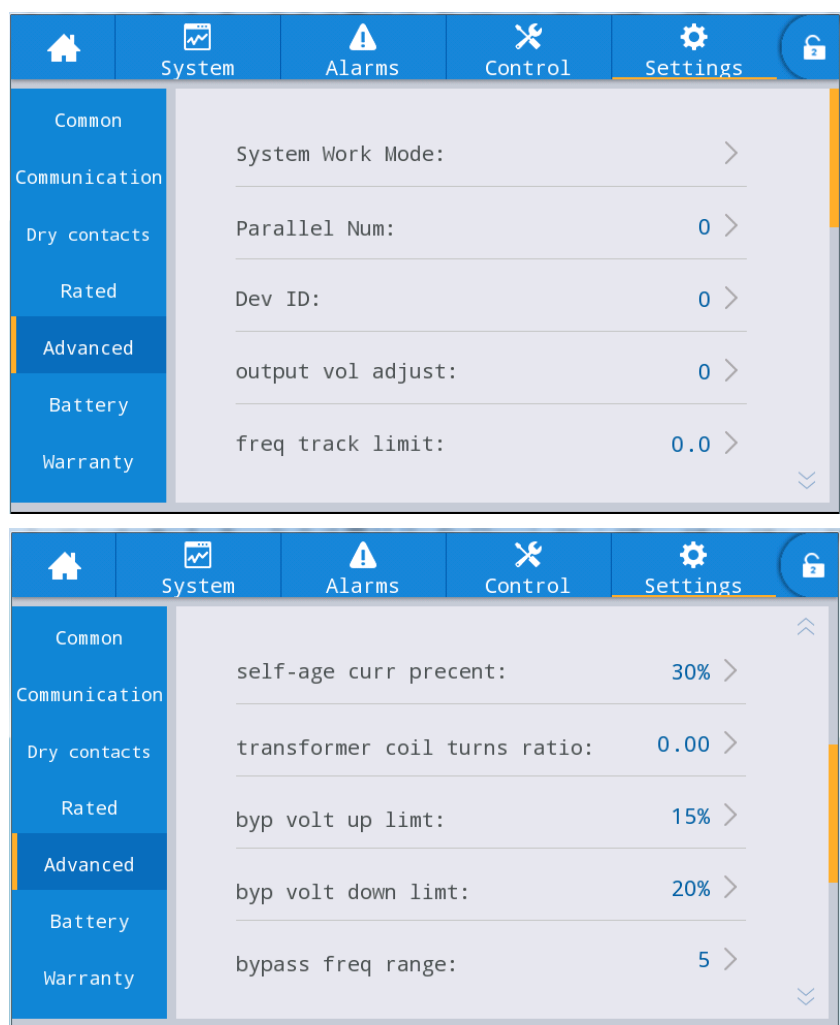 System Alarms Control Settings 2
Common
Communication
Dry contacts
Rated
Advanced
Battery
Warranty
System Work Mode:
Parallel Num: 0
Dev ID: 0
output vol adjust: 0
freq track limit: 0.0
System Alarms Control Settings 2
Common
Communication
Dry contacts
Rated
Advanced
Battery
Warranty
self-age curr precent: 30%
transformer coil turns ratio: 0.00
byp volt up limt: 15%
byp volt down limt: 20%
bypass freq range: 5